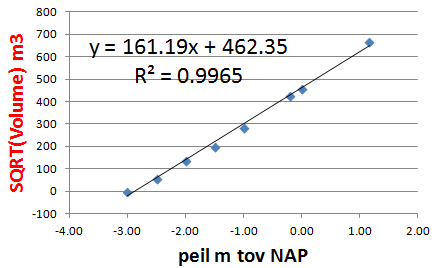 800
700
600
500
400
300
200
100
0
-100
SQRT(Volume) m3
y = 161.19x + 462.35
R² = 0.9965
-4.00 -3.00 -2.00 -1.00 0.00 1.00 2.00
peil m tov NAP